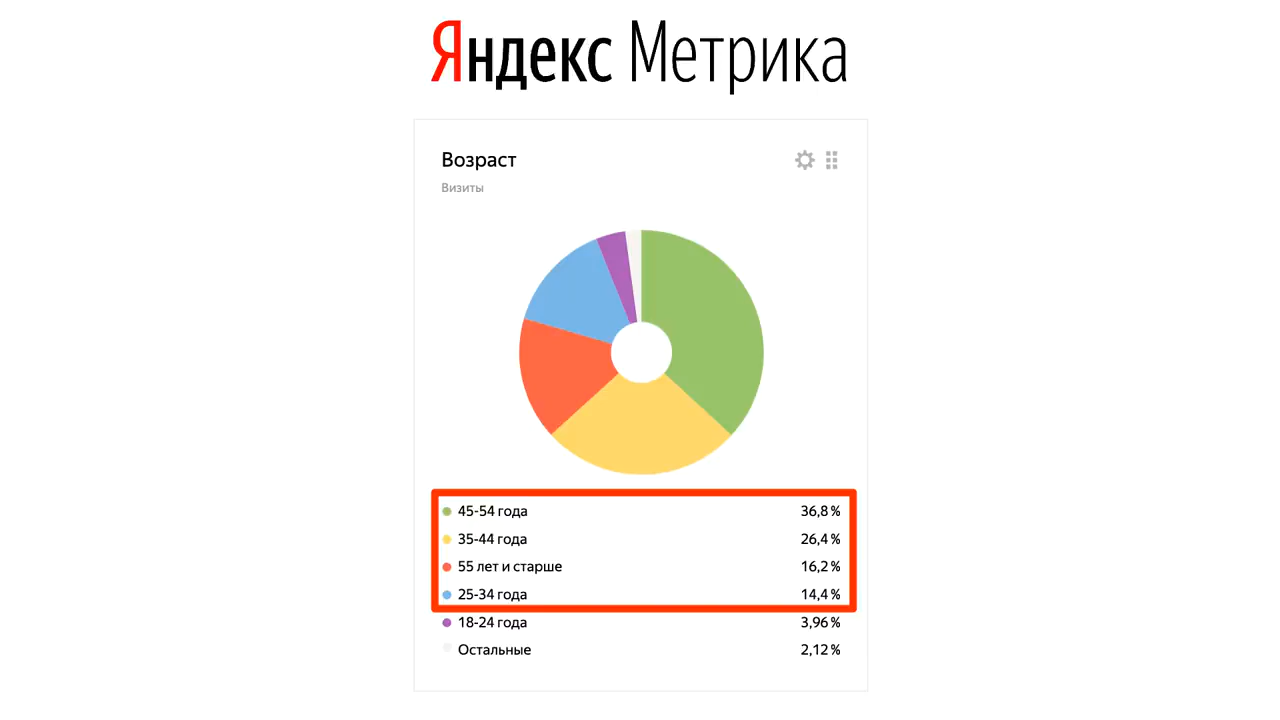 Яндекс Метрика
Возраст
Визиты
45-54 года 36,8 %
35-44 года 26,4 %
55 лет и старше 16,2 %
25-34 года 14,4 %
18-24 года 3,96 %
Остальные 2,12 %